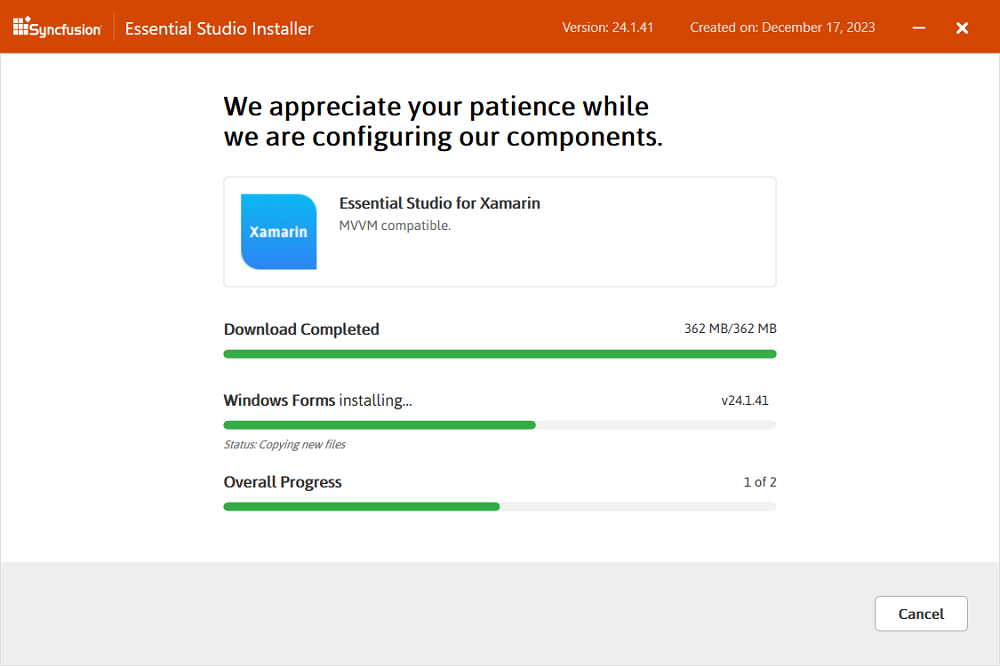 Syncfusion Essential Studio Installer Version: 24.1.41 Created on: December 17, 2023
We appreciate your patience while
we are configuring our components.
Xamarin
Essential Studio for Xamarin
MVVM compatible.
Download Completed 362 MB/362 MB
Windows Forms installing... v24.1.41
Status: Copying new files
Overall Progress 1 of 2
Cancel